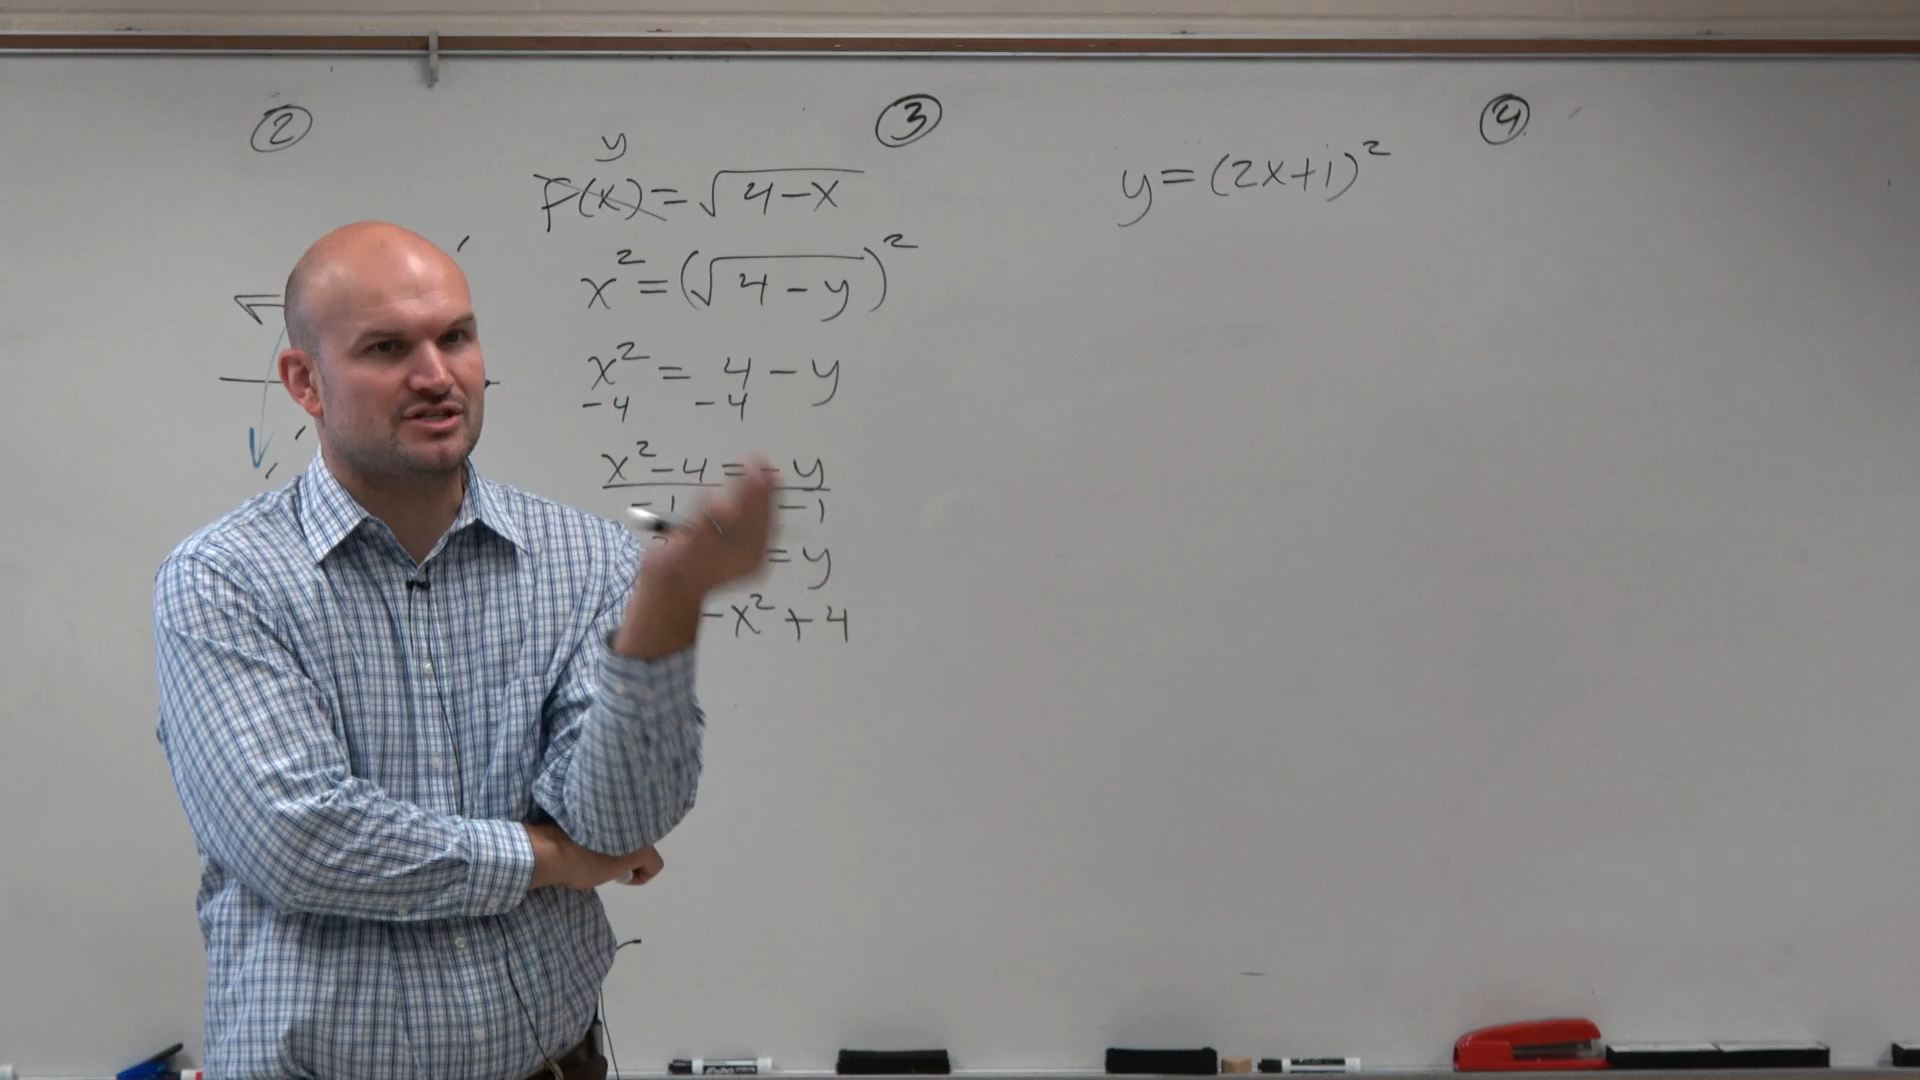 ②
y
f(x) = √(4-x)
x² = (√(4-y))²
x² = 4 - y
-4 -4
x² - 4 = -y
-1 -1
= y
-x² + 4
③
y = (2x+1)²
④